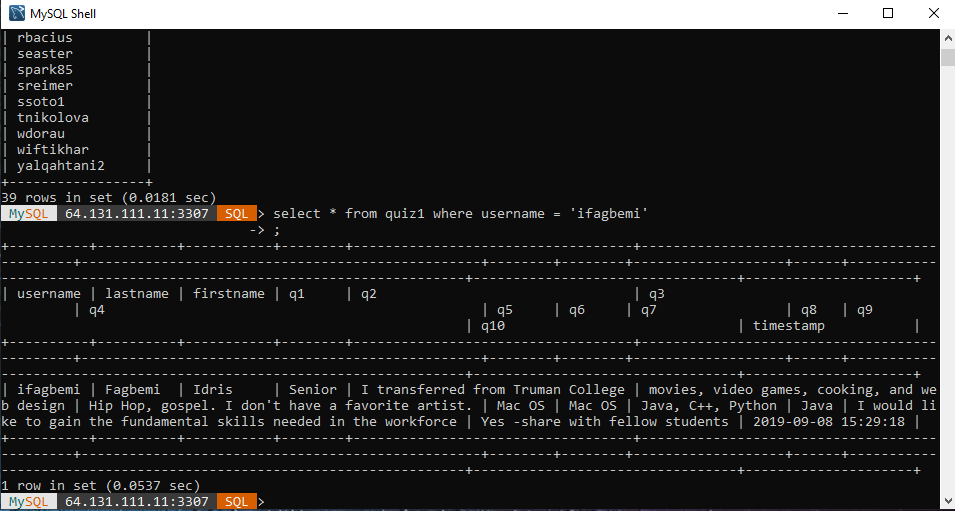 MySQL Shell
| rbacius         |
| seaster         |
| spark85         |
| sreimer         |
| ssoto1          |
| tnikolova       |
| wdorau          |
| wiftikhar       |
| yalqahtani2     |
+-----------------+
39 rows in set (0.0181 sec)
MySQL 64.131.111.11:3307 SQL > select * from quiz1 where username = 'ifagbemi'
-> ;
+----------+----------+-----------+--------+-----------------------------------+-------------------------------------
---------+--------------------------------------------------+--------+--------+-------------------+------+-----------
----------------------------------------------------------+---------------------------------+---------------------+
| username | lastname | firstname | q1     | q2                                | q3
         | q4                                               | q5     | q6     | q7                | q8   | q9
                                                          | q10                             | timestamp           |
+----------+----------+-----------+--------+-----------------------------------+-------------------------------------
---------+--------------------------------------------------+--------+--------+-------------------+------+-----------
----------------------------------------------------------+---------------------------------+---------------------+
| ifagbemi | Fagbemi  | Idris     | Senior | I transferred from Truman College | movies, video games, cooking, and we
b design | Hip Hop, gospel. I don't have a favorite artist. | Mac OS | Mac OS | Java, C++, Python | Java | I would li
ke to gain the fundamental skills needed in the workforce | Yes -share with fellow students | 2019-09-08 15:29:18 |
+----------+----------+-----------+--------+-----------------------------------+-------------------------------------
---------+--------------------------------------------------+--------+--------+-------------------+------+-----------
----------------------------------------------------------+---------------------------------+---------------------+
1 row in set (0.0537 sec)
MySQL 64.131.111.11:3307 SQL >